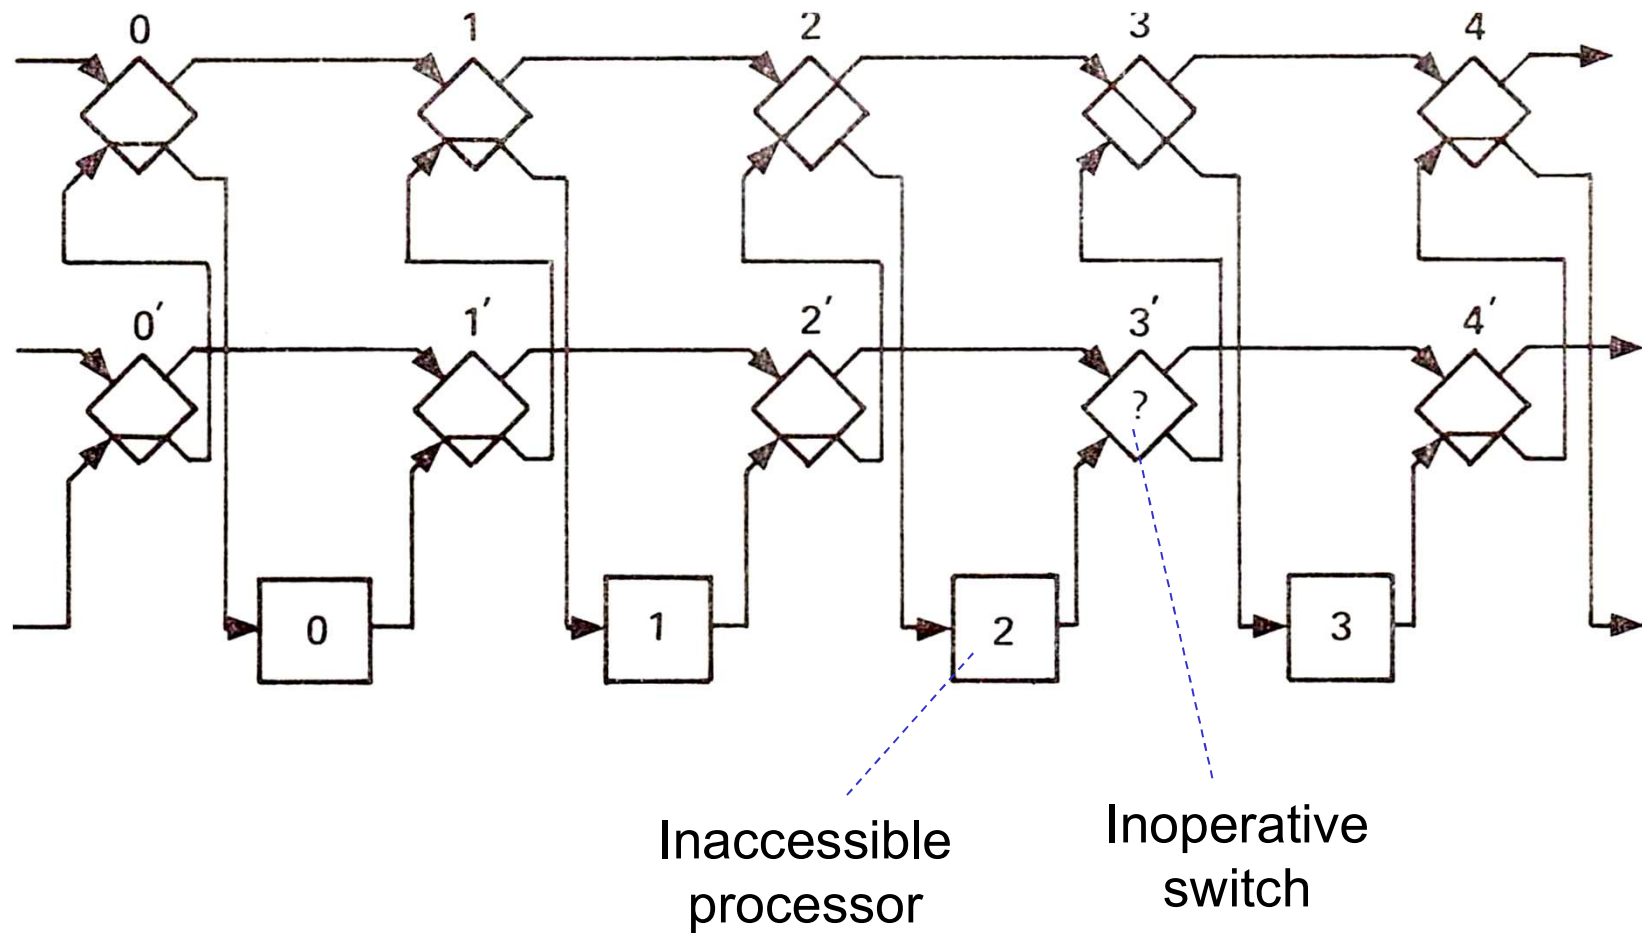 0 1 2 3 4
0′ 1′ 2′ 3′ 4′
?
0 1 2 3
Inaccessible
processor
Inoperative
switch